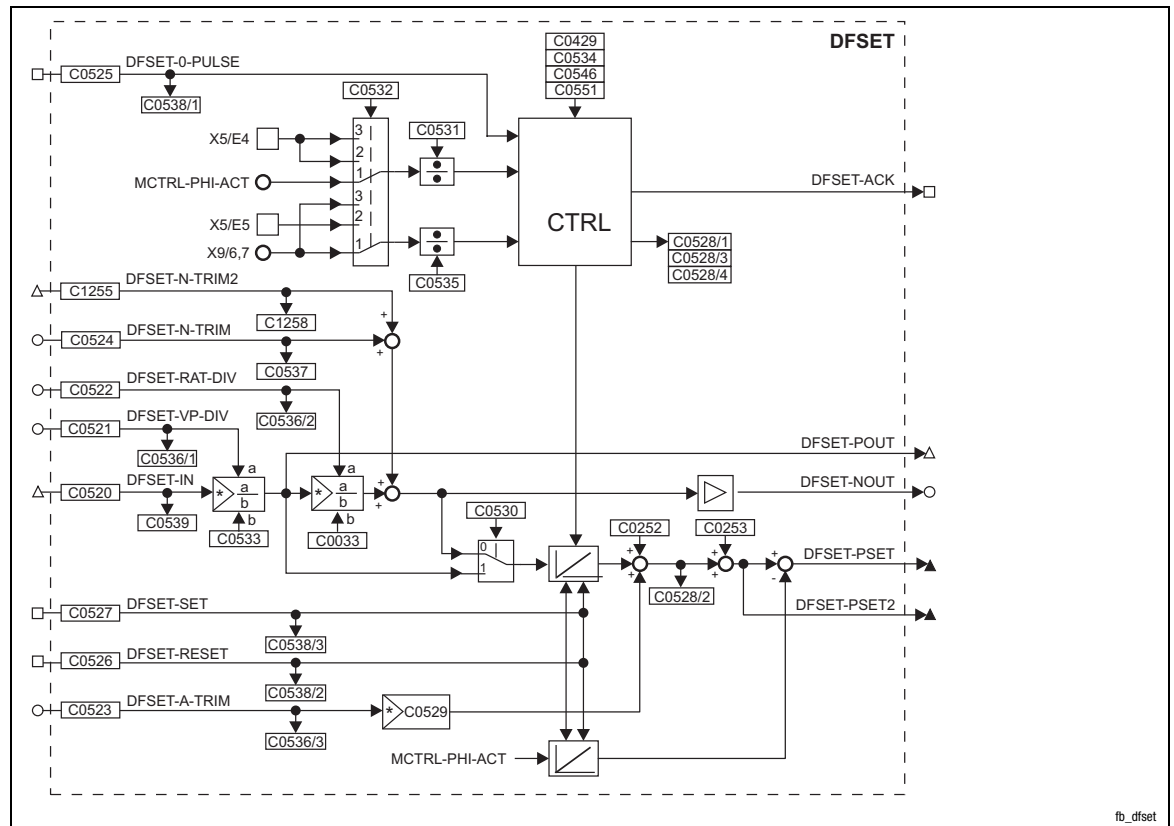 DFSET
C0429
C0534
C0546
C0551
C0525
DFSET-0-PULSE
C0538/1
C0532
X5/E4
3
2
1
MCTRL-PHI-ACT
3
X5/E5
2
X9/6,7
1
C0531
C0535
CTRL
DFSET-ACK
C0528/1
C0528/3
C0528/4
C1255
DFSET-N-TRIM2
C1258
+
+
C0524
DFSET-N-TRIM
C0537
C0522
DFSET-RAT-DIV
C0536/2
C0521
DFSET-VP-DIV
C0536/1
C0520
DFSET-IN
C0539
a
* a
b
b
C0533
a
* a
b
b
C0033
+
+
DFSET-POUT
DFSET-NOUT
C0530
0
1
C0252
+
+
C0528/2
C0253
+
+
+
-
DFSET-PSET
DFSET-PSET2
C0527
DFSET-SET
C0538/3
C0526
DFSET-RESET
C0538/2
C0523
DFSET-A-TRIM
C0536/3
* C0529
MCTRL-PHI-ACT
fb_dfset